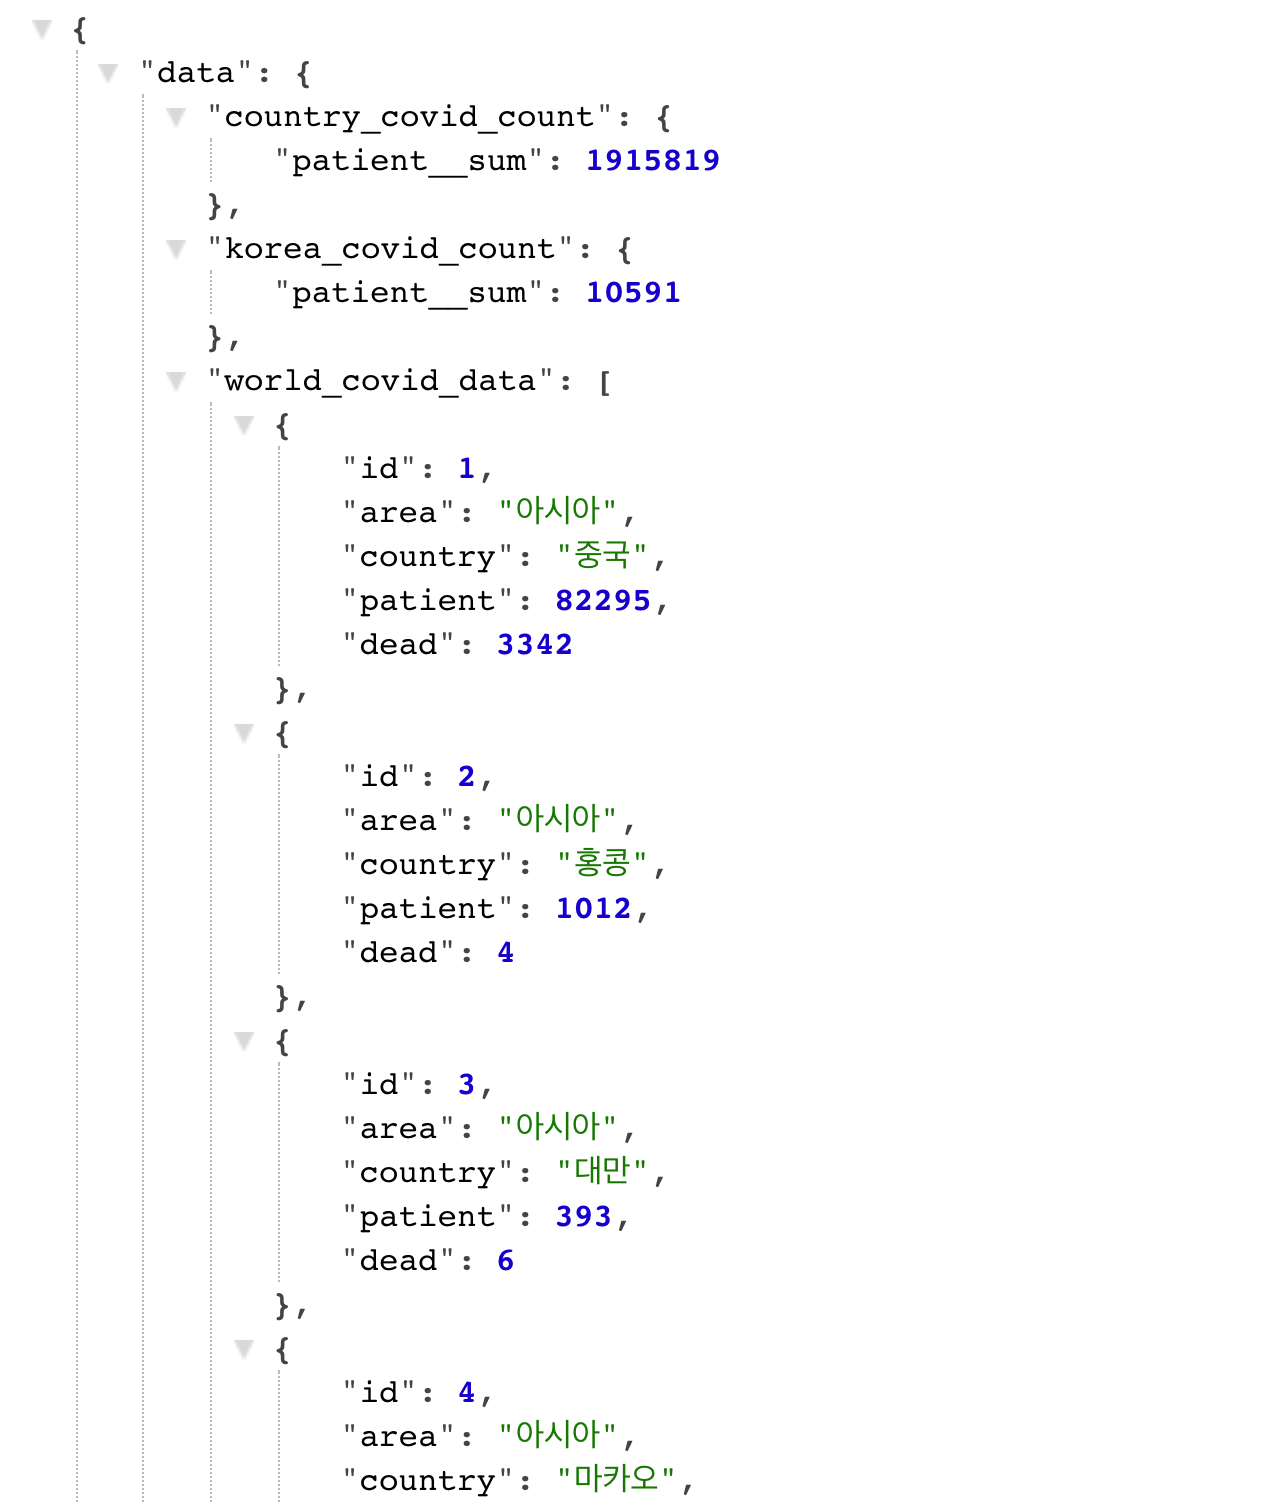 {
"data": {
"country_covid_count": {
"patient__sum": 1915819
},
"korea_covid_count": {
"patient__sum": 10591
},
"world_covid_data": [
{
"id": 1,
"area": "아시아",
"country": "중국",
"patient": 82295,
"dead": 3342
},
{
"id": 2,
"area": "아시아",
"country": "홍콩",
"patient": 1012,
"dead": 4
},
{
"id": 3,
"area": "아시아",
"country": "대만",
"patient": 393,
"dead": 6
},
{
"id": 4,
"area": "아시아",
"country": "마카오",